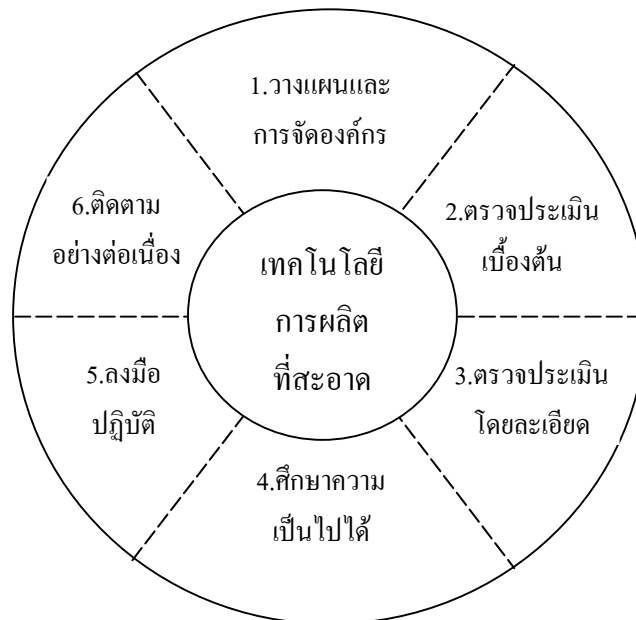 1.วางแผนและ
การจัดองค์กร
2.ตรวจประเมิน
เบื้องต้น
3.ตรวจประเมิน
โดยละเอียด
4.ศึกษาความ
เป็นไปได้
5.ลงมือ
ปฏิบัติ
6.ติดตาม
อย่างต่อเนื่อง
เทคโนโลยี
การผลิต
ที่สะอาด